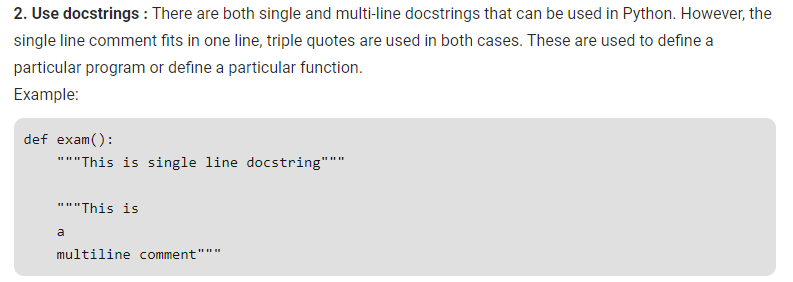 2. Use docstrings : There are both single and multi-line docstrings that can be used in Python. However, the
single line comment fits in one line, triple quotes are used in both cases. These are used to define a
particular program or define a particular function.
Example:
def exam():
    """This is single line docstring"""
    """This is
    a
    multiline comment"""